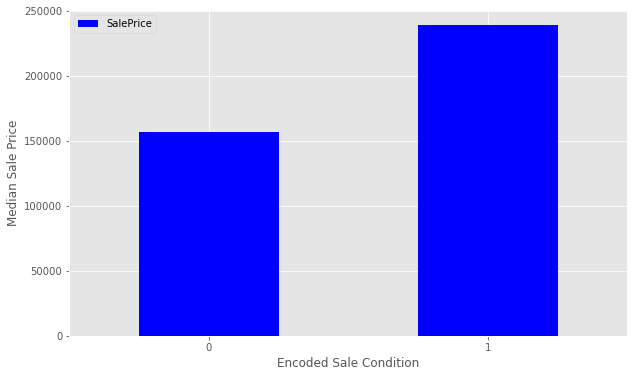 SalePrice
250000
200000
150000
100000
50000
0
Median Sale Price
0
1
Encoded Sale Condition